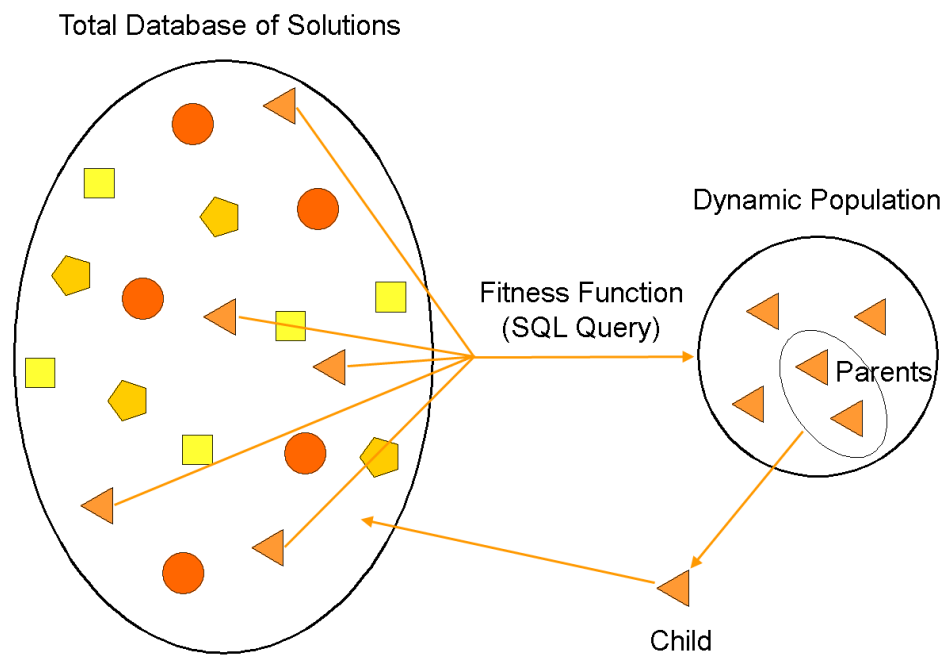 Total Database of Solutions
Dynamic Population
Fitness Function
(SQL Query)
Parents
Child